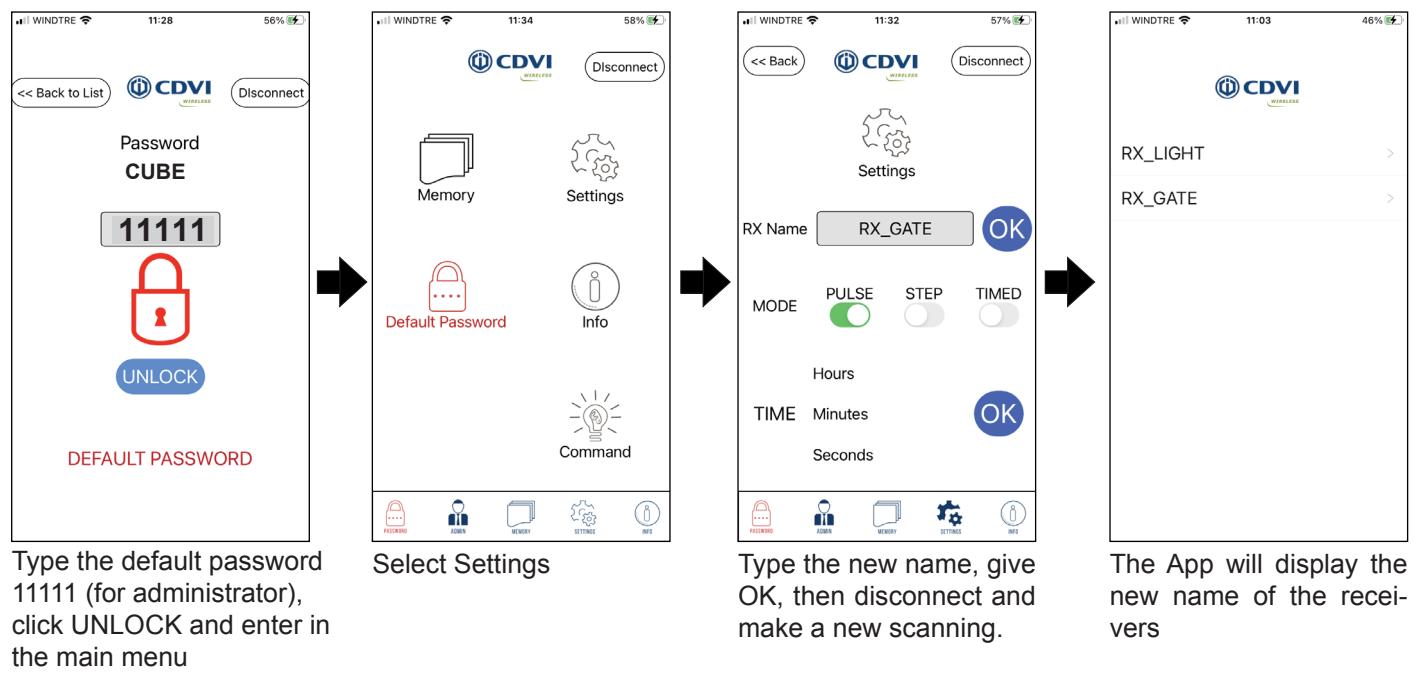 WINDTRE 11:28 56%
<< Back to List CDVI WIRELESS DIsconnect
Password
CUBE
11111
UNLOCK
DEFAULT PASSWORD
Type the default password
11111 (for administrator),
click UNLOCK and enter in
the main menu
WINDTRE 11:34 58%
CDVI WIRELESS DIsconnect
Memory Settings
Default Password Info
Command
PASSWORD ADMIN MEMORY SETTINGS INFO
Select Settings
WINDTRE 11:32 57%
<< Back CDVI WIRELESS Disconnect
Settings
RX Name RX_GATE OK
MODE PULSE STEP TIMED
Hours
TIME Minutes OK
Seconds
PASSWORD ADMIN MEMORY SETTINGS INFO
Type the new name, give
OK, then disconnect and
make a new scanning.
WINDTRE 11:03 46%
CDVI WIRELESS
RX_LIGHT >
RX_GATE >
The App will display the
new name of the recei-
vers